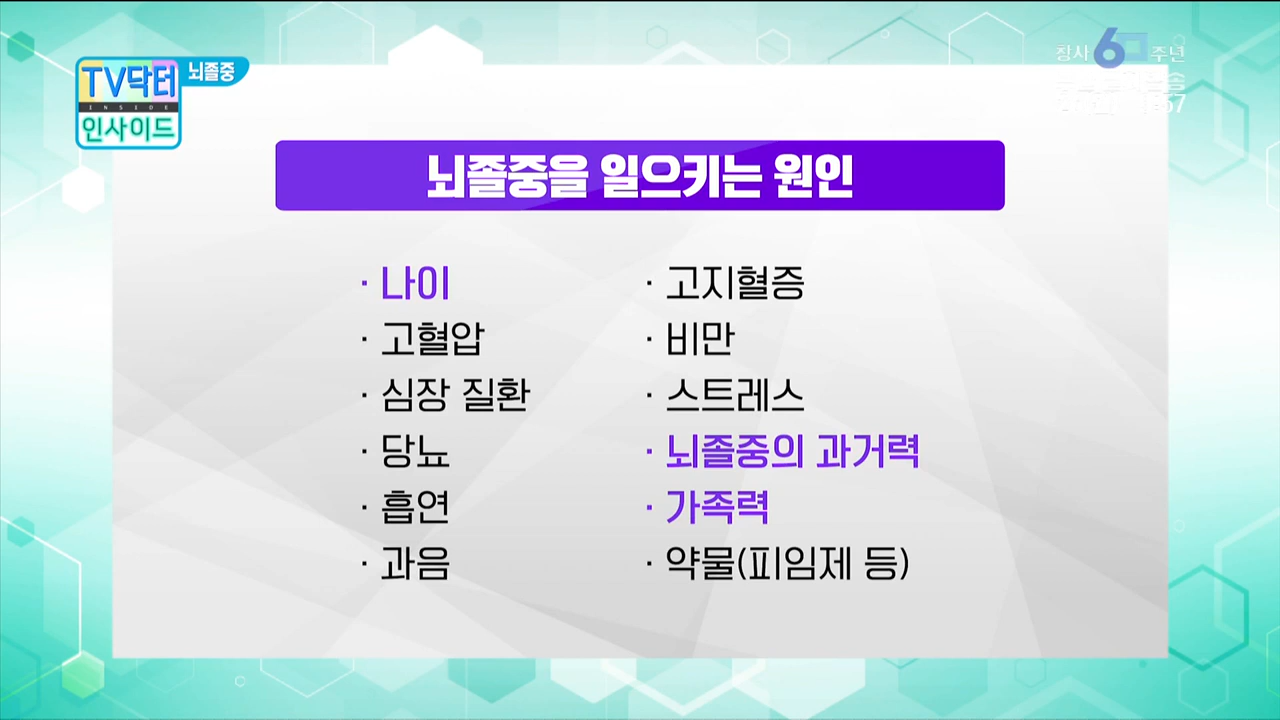 TV닥터
INSIDE
인사이드
뇌졸중
창사 60 주년
뇌졸중을 일으키는 원인
· 나이
· 고혈압
· 심장 질환
· 당뇨
· 흡연
· 과음
· 고지혈증
· 비만
· 스트레스
· 뇌졸중의 과거력
· 가족력
· 약물(피임제 등)